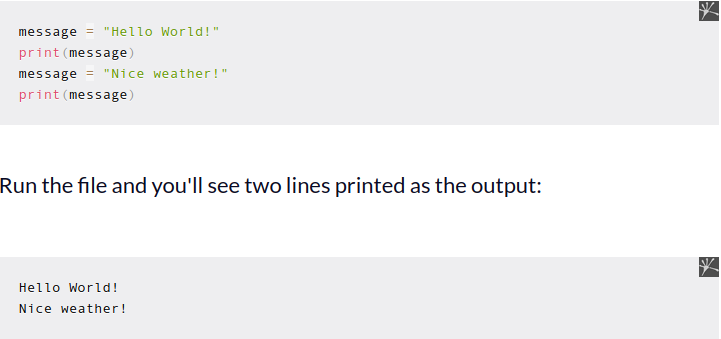 message = "Hello World!"
print(message)
message = "Nice weather!"
print(message)
Run the file and you'll see two lines printed as the output:
Hello World!
Nice weather!